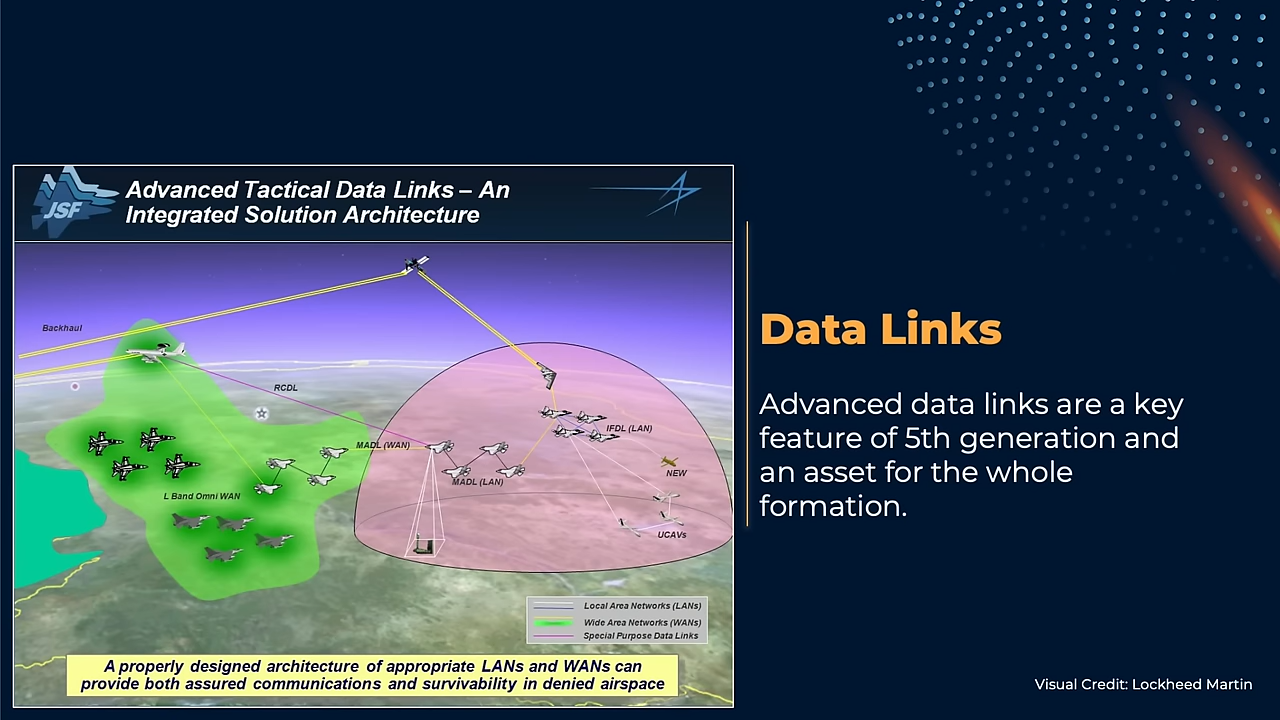 JSF
Advanced Tactical Data Links – An
Integrated Solution Architecture
Backhaul
RCDL
MADL (WAN)
IFDL (LAN)
NEW
MADL (LAN)
L Band Omni WAN
UCAVs
Local Area Networks (LANs)
Wide Area Networks (WANs)
Special Purpose Data Links
A properly designed architecture of appropriate LANs and WANs can
provide both assured communications and survivability in denied airspace
Data Links
Advanced data links are a key
feature of 5th generation and
an asset for the whole
formation.
Visual Credit: Lockheed Martin